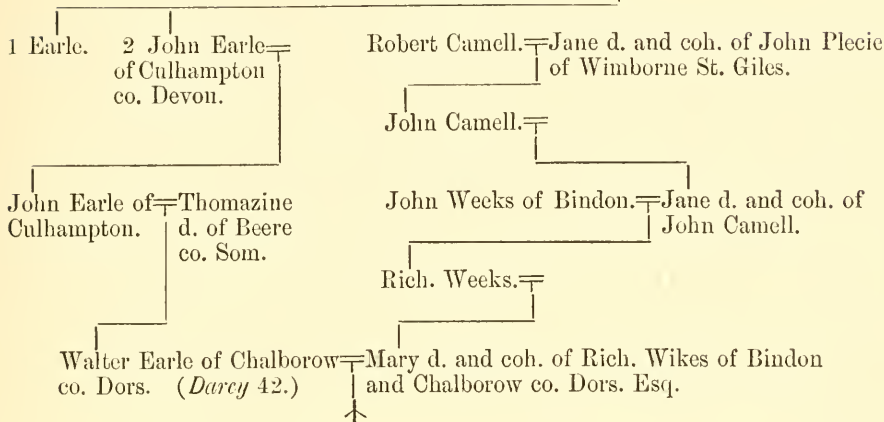 1 Earle.
2 John Earle
of Culhampton
co. Devon.
Robert Camell.
Jane d. and coh. of John Plecie
of Wimborne St. Giles.
John Camell.
John Earle of
Culhampton.
Thomazine
d. of Beere
co. Som.
John Weeks of Bindon.
Jane d. and coh. of
John Camell.
Rich. Weeks.
Walter Earle of Chalborow
co. Dors. (Darcy 42.)
Mary d. and coh. of Rich. Wikes of Bindon
and Chalborow co. Dors. Esq.